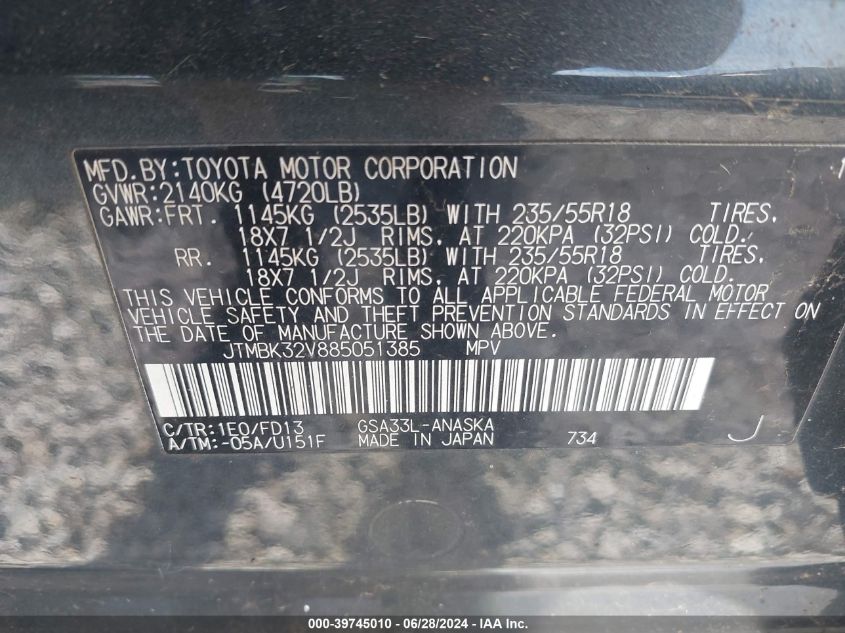 MFD.BY:TOYOTA MOTOR CORPORATION 1
GVWR:2140KG (4720LB)
GAWR:FRT. 1145KG (2535LB) WITH 235/55R18 TIRES,
18X7 1/2J RIMS, AT 220KPA (32PSI) COLD.
RR. 1145KG (2535LB) WITH 235/55R18 TIRES,
18X7 1/2J RIMS, AT 220KPA (32PSI) COLD.
THIS VEHICLE CONFORMS TO ALL APPLICABLE FEDERAL MOTOR
VEHICLE SAFETY AND THEFT PREVENTION STANDARDS IN EFFECT ON
THE DATE OF MANUFACTURE SHOWN ABOVE.
JTMBK32V885051385 MPV
C/TR:1E0/FD13 GSA33L-ANASKA
A/TM:-05A/U151F MADE IN JAPAN 734 J
000-39745010 / 06/28/2024 / IAA Inc.